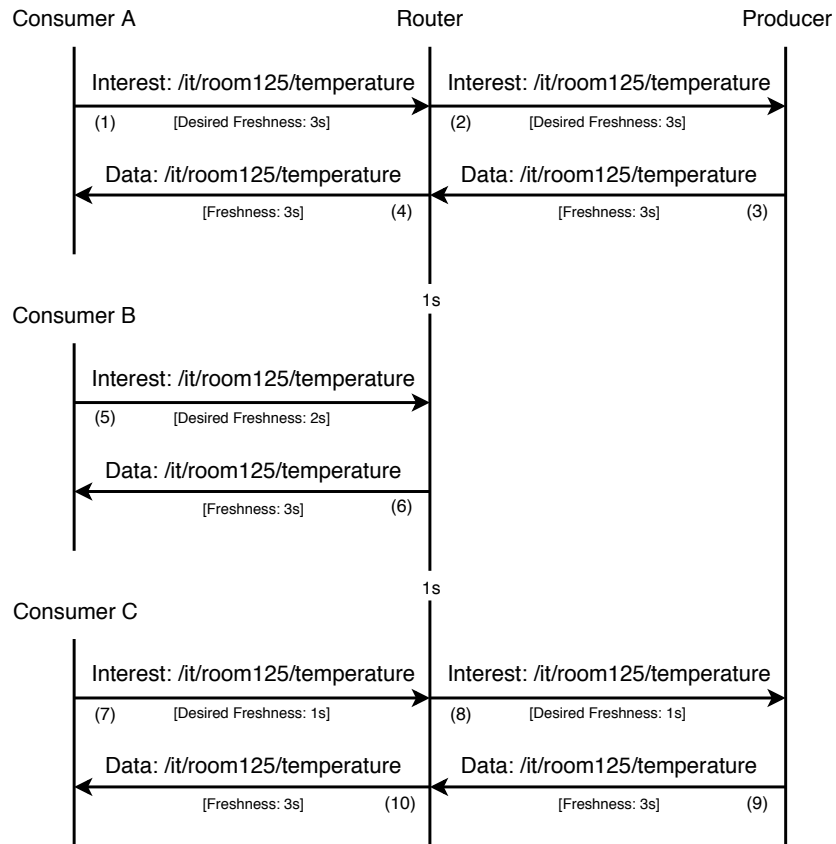 Consumer A Router Producer
Interest: /it/room125/temperature Interest: /it/room125/temperature
(1) [Desired Freshness: 3s] (2) [Desired Freshness: 3s]
Data: /it/room125/temperature Data: /it/room125/temperature
[Freshness: 3s] (4) [Freshness: 3s] (3)
1s
Consumer B
Interest: /it/room125/temperature
(5) [Desired Freshness: 2s]
Data: /it/room125/temperature
[Freshness: 3s] (6)
1s
Consumer C
Interest: /it/room125/temperature Interest: /it/room125/temperature
(7) [Desired Freshness: 1s] (8) [Desired Freshness: 1s]
Data: /it/room125/temperature Data: /it/room125/temperature
[Freshness: 3s] (10) [Freshness: 3s] (9)